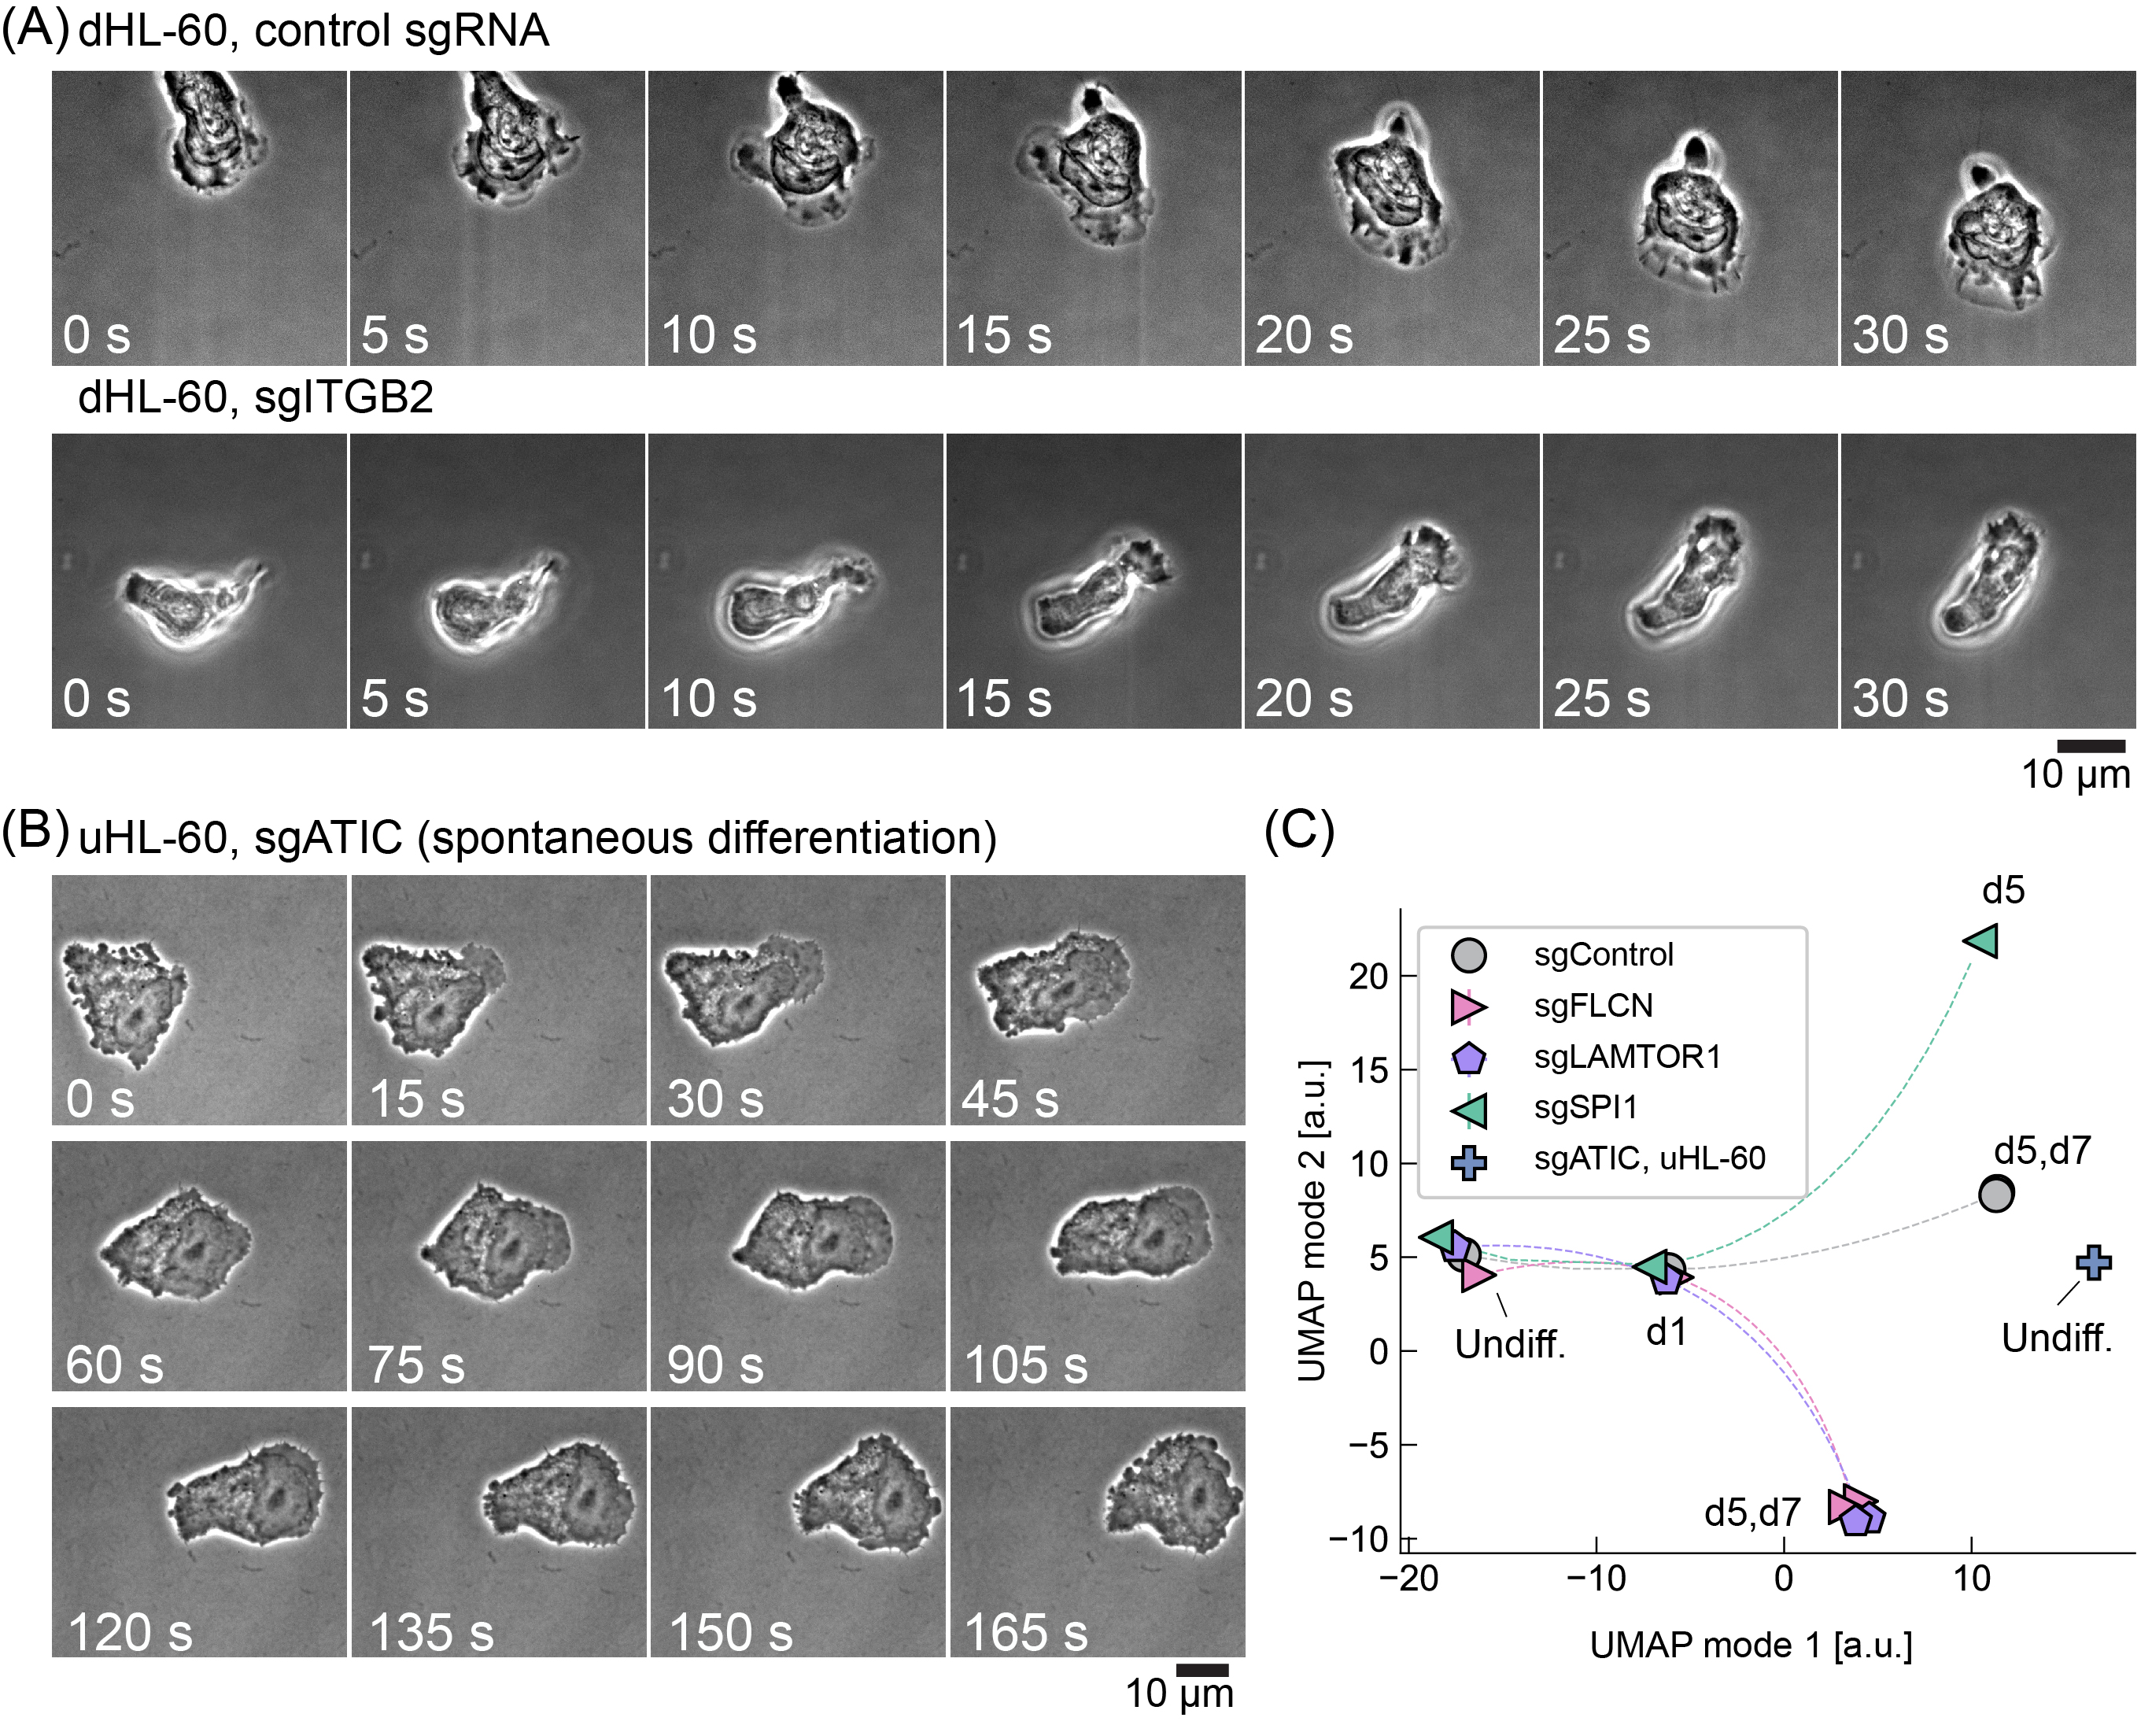 (A) dHL-60, control sgRNA
0 s 5 s 10 s 15 s 20 s 25 s 30 s
dHL-60, sgITGB2
0 s 5 s 10 s 15 s 20 s 25 s 30 s
10 µm
(B) uHL-60, sgATIC (spontaneous differentiation)
0 s 15 s 30 s 45 s
60 s 75 s 90 s 105 s
120 s 135 s 150 s 165 s
10 µm
(C)
UMAP mode 2 [a.u.]
20
15
10
5
0
−5
−10
sgControl
sgFLCN
sgLAMTOR1
sgSPI1
sgATIC, uHL-60
d5
d5,d7
Undiff.
d1
Undiff.
d5,d7
−20 −10 0 10
UMAP mode 1 [a.u.]